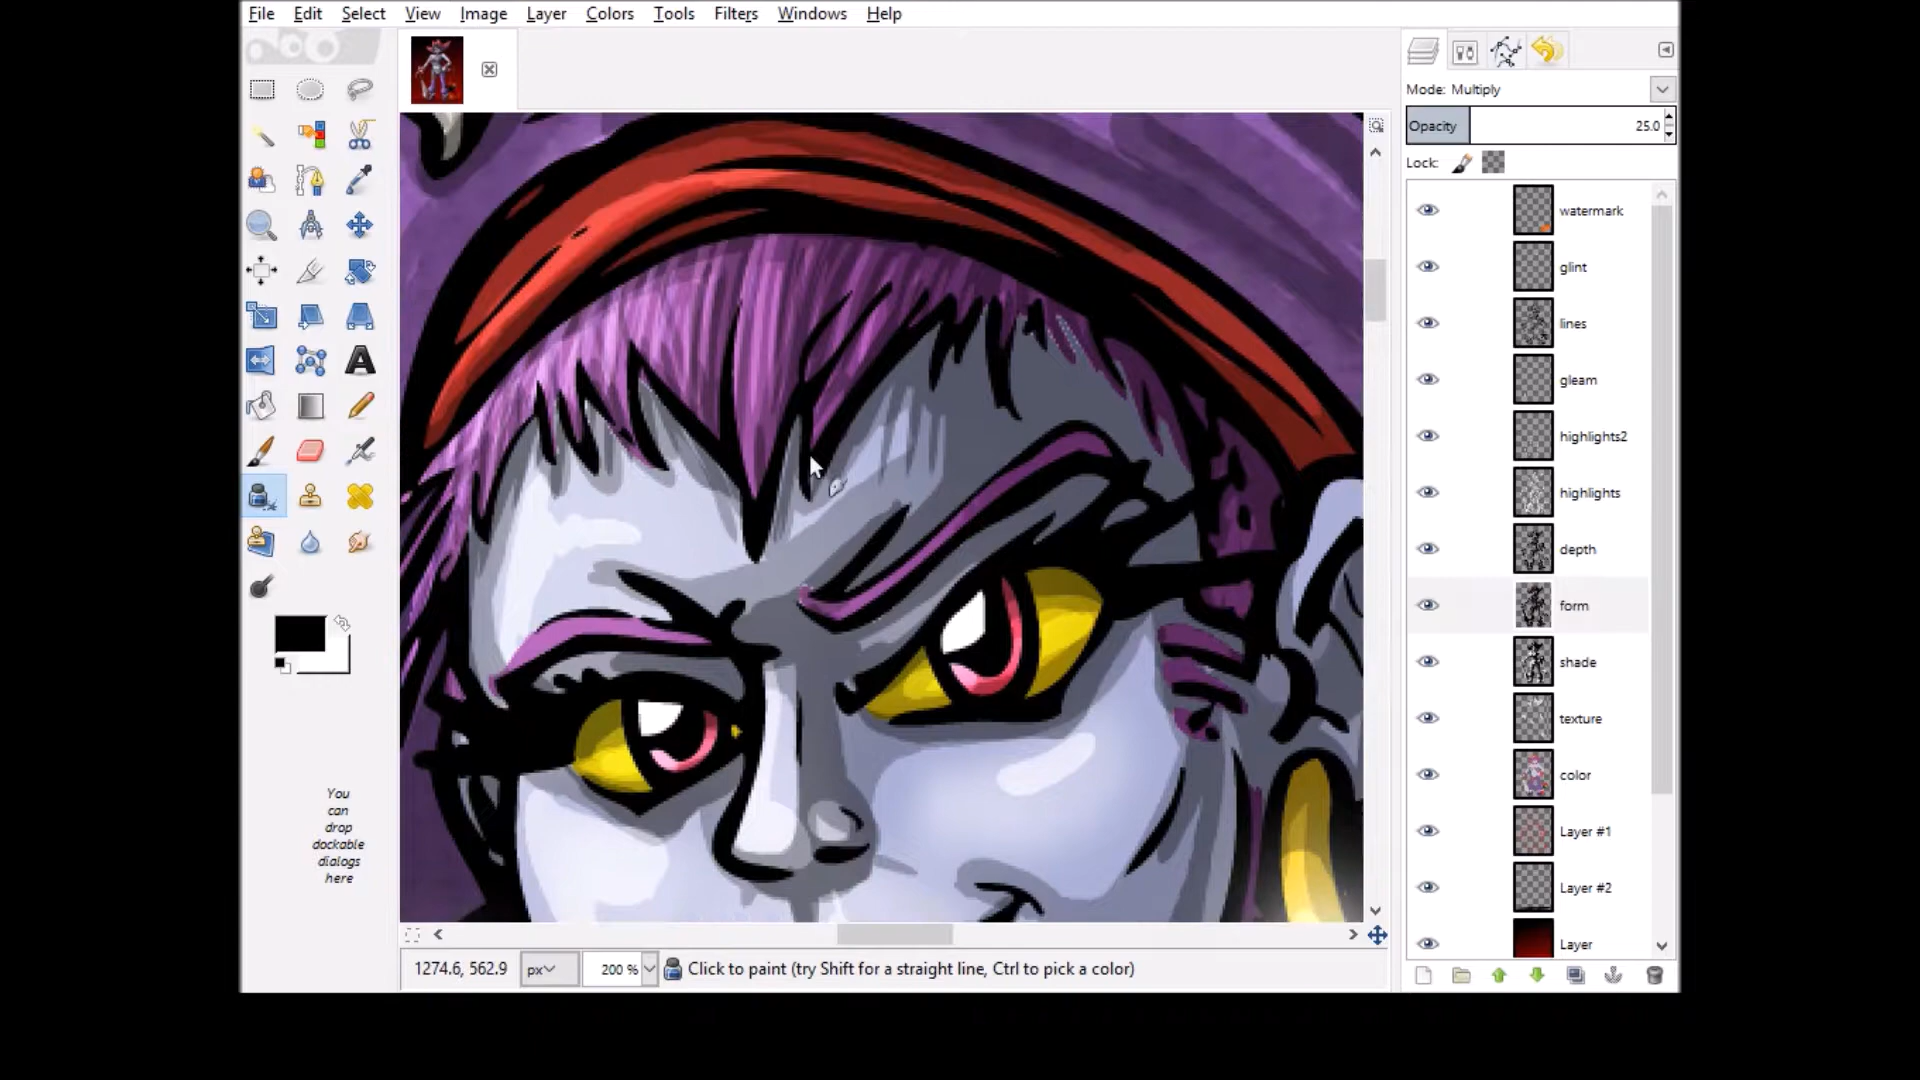 File Edit Select View Image Layer Colors Tools Filters Windows Help
Mode: Multiply
Opacity 25.0
Lock:
watermark
glint
lines
gleam
highlights2
highlights
depth
form
shade
texture
color
Layer #1
Layer #2
Layer
You
can
drop
dockable
dialogs
here
1274.6, 562.9 px 200 % Click to paint (try Shift for a straight line, Ctrl to pick a color)